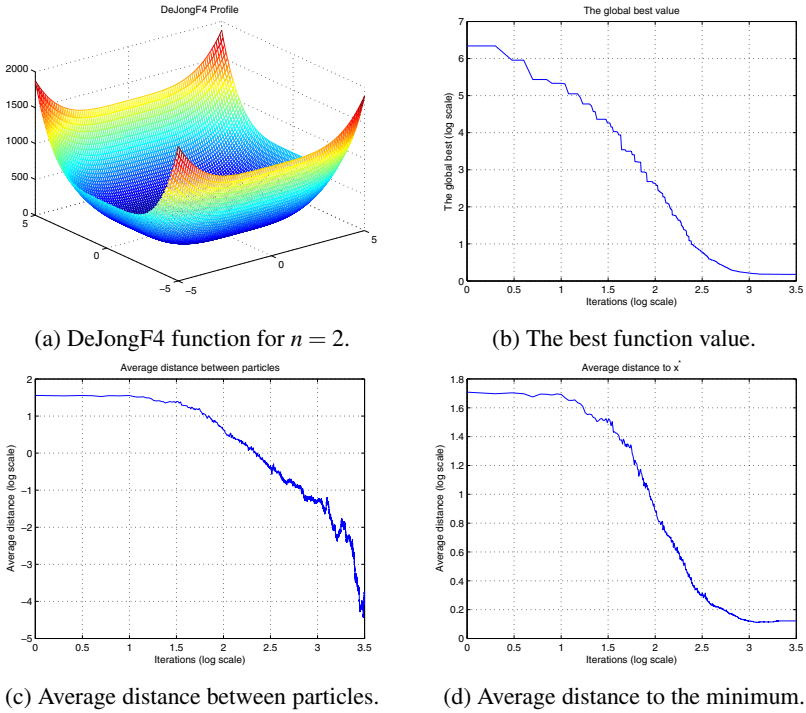 DeJongF4 Profile
2000
1500
1000
500
0
5
0
−5
−5
0
5
(a) DeJongF4 function for n = 2.
The global best value
The global best (log scale)
7
6
5
4
3
2
1
0
0 0.5 1 1.5 2 2.5 3 3.5
Iterations (log scale)
(b) The best function value.
Average distance between particles
Average distance (log scale)
2
1
0
−1
−2
−3
−4
−5
0 0.5 1 1.5 2 2.5 3 3.5
Iterations (log scale)
(c) Average distance between particles.
Average distance to x*
Average distance (log scale)
1.8
1.6
1.4
1.2
1
0.8
0.6
0.4
0.2
0
0 0.5 1 1.5 2 2.5 3 3.5
Iterations (log scale)
(d) Average distance to the minimum.